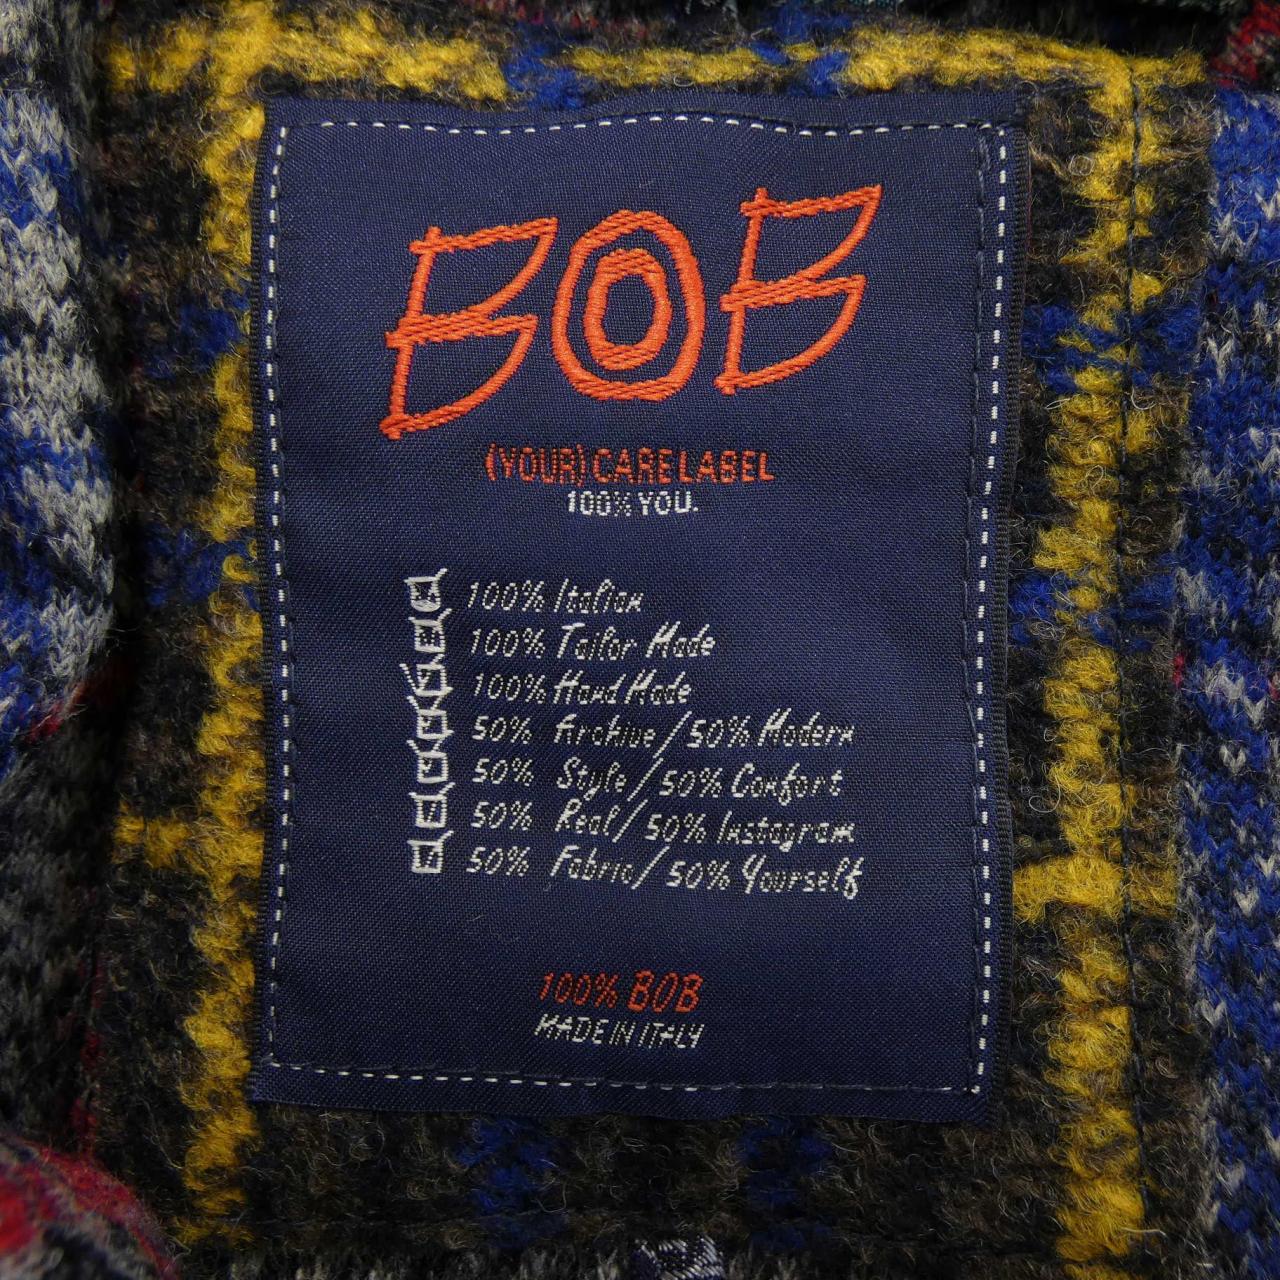 BOB
(YOUR) CARE LABEL
100% YOU.
100% Italian
100% Tailor Made
100% Hand Made
50% Archive / 50% Modern
50% Style / 50% Comfort
50% Real / 50% Instagram
50% Fabric / 50% Yourself
100% BOB
MADE IN ITALY